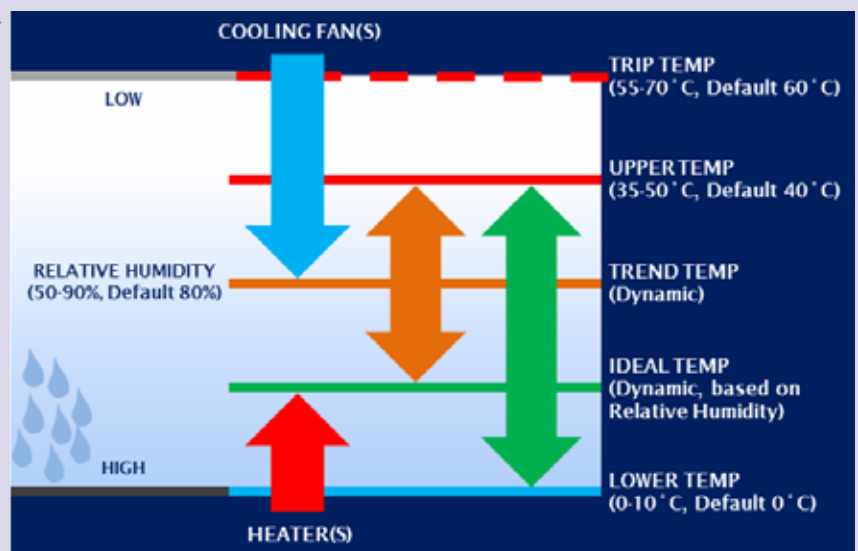 COOLING FAN(S)
TRIP TEMP
(55-70˚C, Default 60˚C)
LOW
UPPER TEMP
(35-50˚C, Default 40˚C)
RELATIVE HUMIDITY
(50-90%, Default 80%)
TREND TEMP
(Dynamic)
IDEAL TEMP
(Dynamic, based on
Relative Humidity)
HIGH
LOWER TEMP
(0-10˚C, Default 0˚C)
HEATER(S)